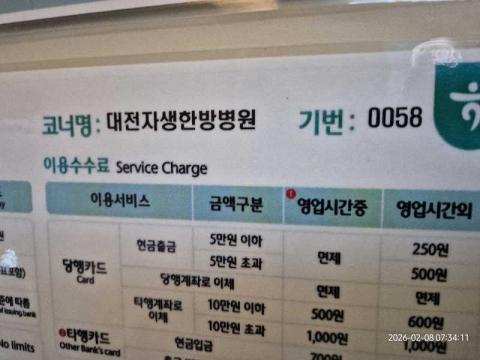 코너명 : 대전자생한방병원 기번 : 0058
이용수수료 Service Charge
이용서비스 금액구분 영업시간중 영업시간외
당행카드 Card
현금출금 5만원 이하 면제 250원
5만원 초과 500원
당행계좌로 이체 면제 면제
타행계좌로 이체 10만원 이하 500원 600원
10만원 초과 1,000원 1,000원
타행카드 Other Bank's card
현금입금
700원
No limits
2026-02-08 07:34:11